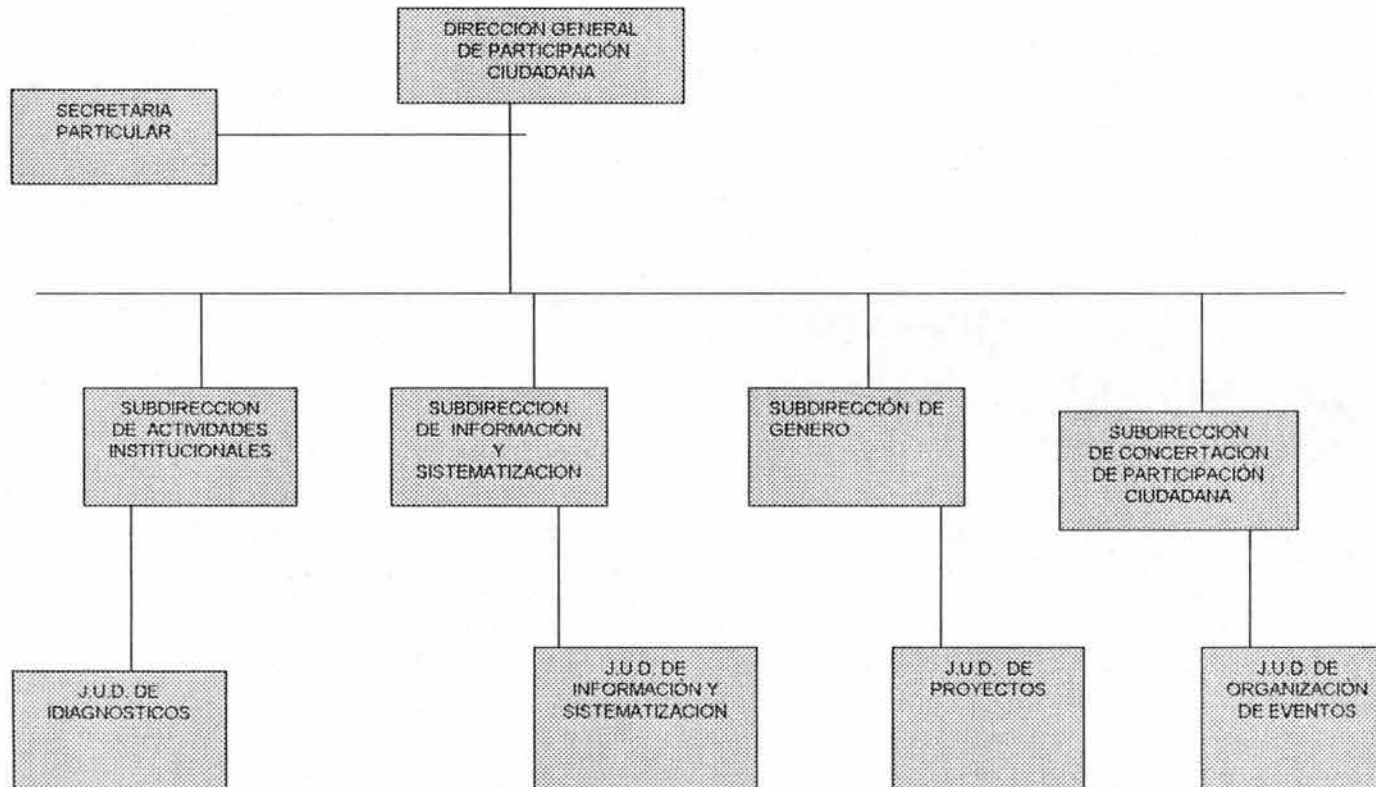 DIRECCION GENERAL
DE PARTICIPACIÓN
CIUDADANA
SECRETARIA
PARTICULAR
SUBDIRECCION
DE ACTIVIDADES
INSTITUCIONALES
SUBDIRECCION
DE INFORMACIÓN
Y
SISTEMATIZACION
SUBDIRECCIÓN DE
GENERO
SUBDIRECCION
DE CONCERTACION
DE PARTICIPACIÓN
CIUDADANA
J.U.D. DE
IDIAGNOSTICOS
J.U.D. DE
INFORMACIÓN Y
SISTEMATIZACION
J.U.D. DE
PROYECTOS
J.U.D. DE
ORGANIZACIÓN
DE EVENTOS